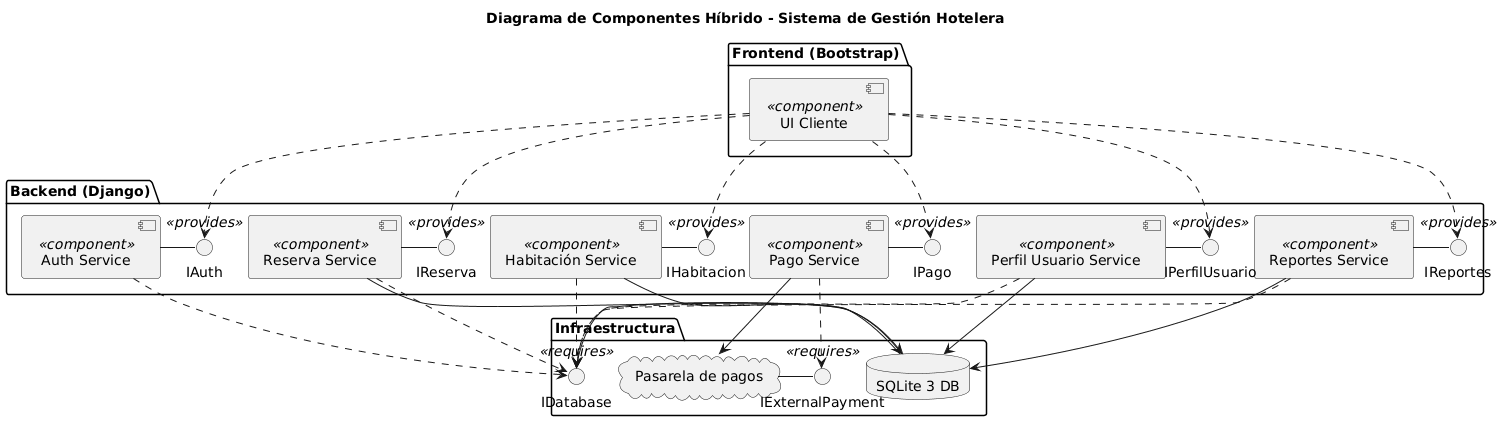 Diagrama de Componentes Híbrido - Sistema de Gestión Hotelera
Frontend (Bootstrap)
«component»
UI Cliente
Backend (Django)
«component»
Auth Service
«provides»
IAuth
«component»
Reserva Service
«provides»
IReserva
«component»
Habitación Service
«provides»
IHabitacion
«component»
Pago Service
«provides»
IPago
«component»
Perfil Usuario Service
«provides»
IPerfilUsuario
«component»
Reportes Service
«provides»
IReportes
Infraestructura
«requires»
IDatabase
Pasarela de pagos
«requires»
IExternalPayment
SQLite 3 DB